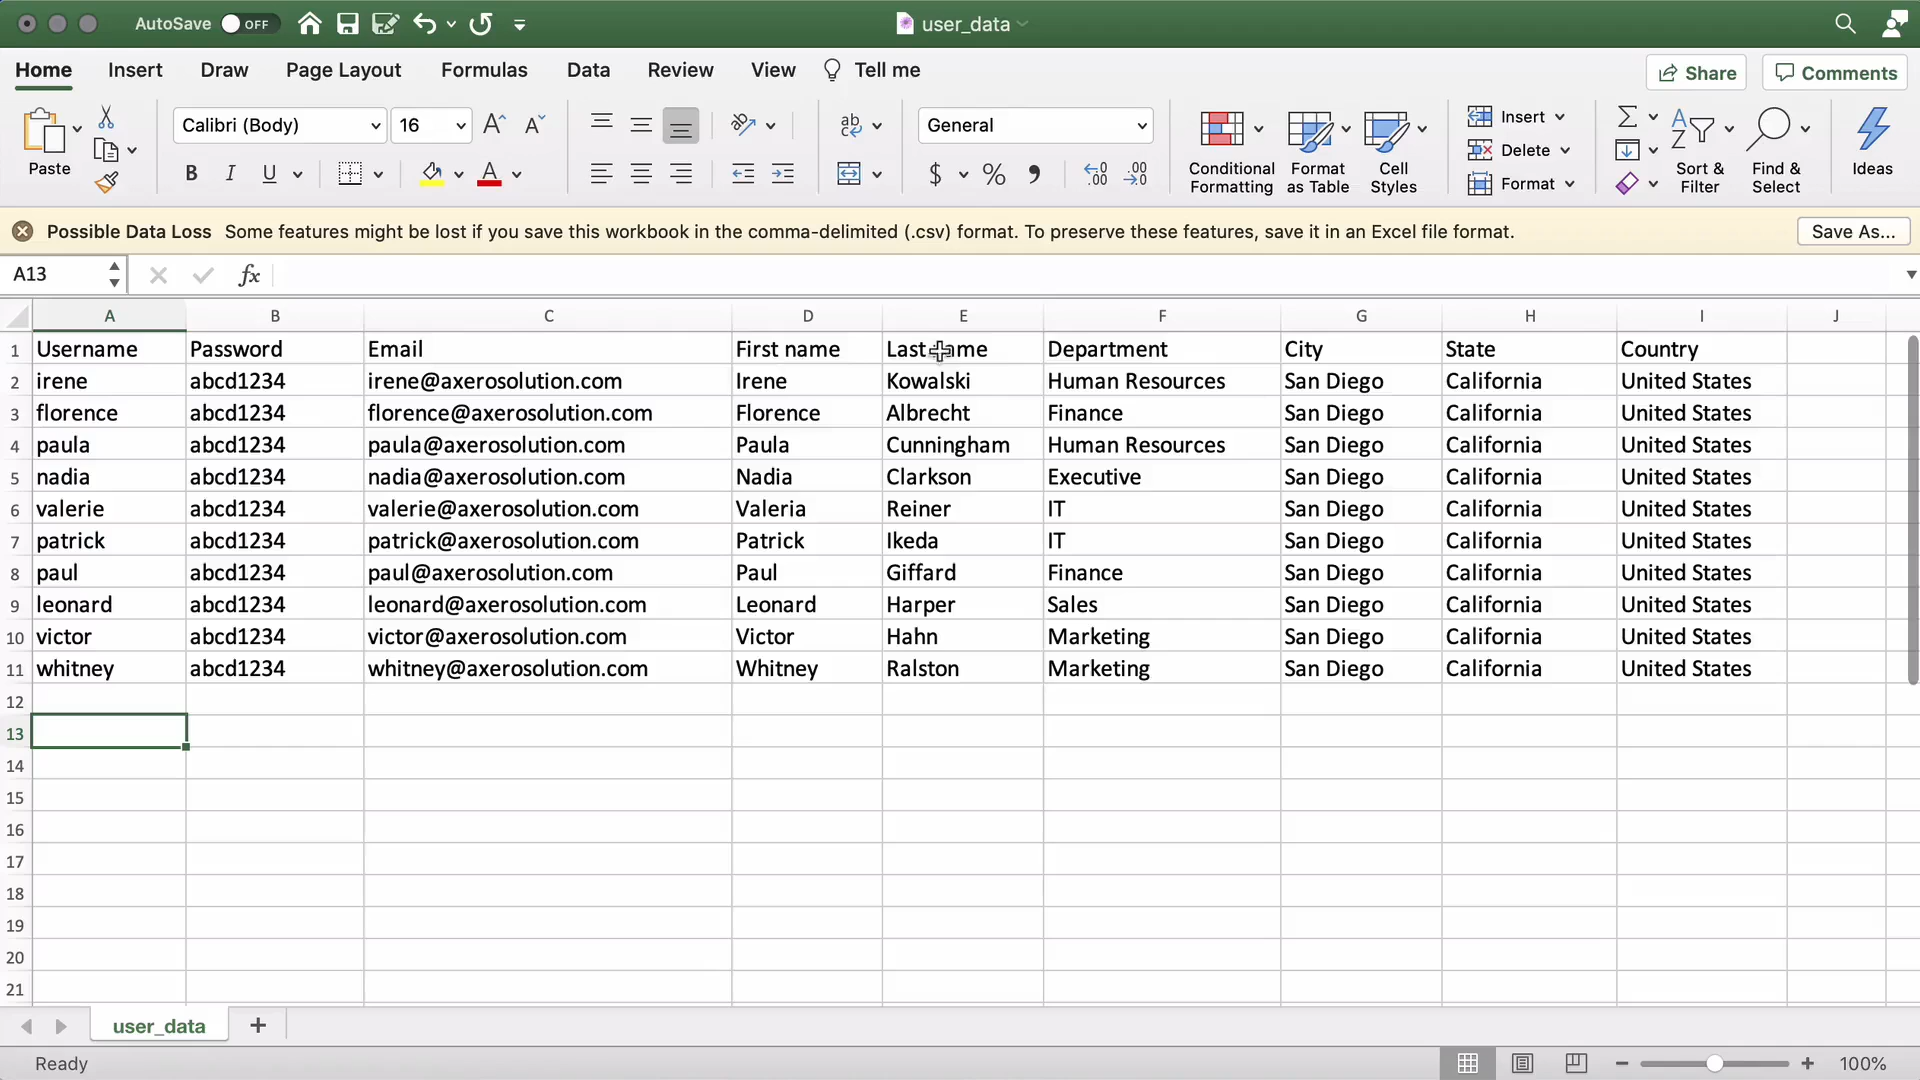 AutoSave OFF user_data
Home Insert Draw Page Layout Formulas Data Review View Tell me Share Comments
Paste Calibri (Body) 16 A A ab General Insert
B I U A $ % , .00 Conditional Formatting Format as Table Cell Styles Delete Format Sort & Filter Find & Select Ideas
Possible Data Loss Some features might be lost if you save this workbook in the comma-delimited (.csv) format. To preserve these features, save it in an Excel file format. Save As...
A13 fx
A B C D E F G H I J
1 Username Password Email First name Last name Department City State Country
2 irene abcd1234 irene@axerosolution.com Irene Kowalski Human Resources San Diego California United States
3 florence abcd1234 florence@axerosolution.com Florence Albrecht Finance San Diego California United States
4 paula abcd1234 paula@axerosolution.com Paula Cunningham Human Resources San Diego California United States
5 nadia abcd1234 nadia@axerosolution.com Nadia Clarkson Executive San Diego California United States
6 valerie abcd1234 valerie@axerosolution.com Valeria Reiner IT San Diego California United States
7 patrick abcd1234 patrick@axerosolution.com Patrick Ikeda IT San Diego California United States
8 paul abcd1234 paul@axerosolution.com Paul Giffard Finance San Diego California United States
9 leonard abcd1234 leonard@axerosolution.com Leonard Harper Sales San Diego California United States
10 victor abcd1234 victor@axerosolution.com Victor Hahn Marketing San Diego California United States
11 whitney abcd1234 whitney@axerosolution.com Whitney Ralston Marketing San Diego California United States
12
13
14
15
16
17
18
19
20
21
user_data
Ready 100%